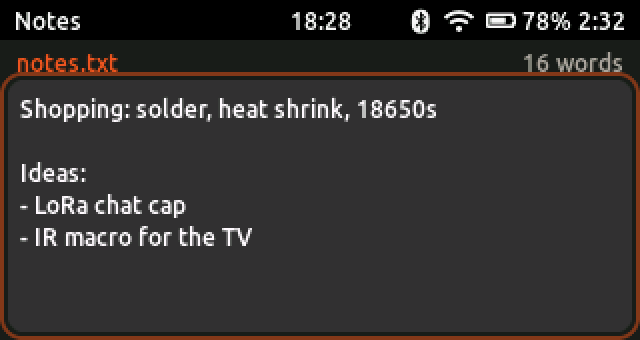 Notes 18:28 78% 2:32
notes.txt 16 words
Shopping: solder, heat shrink, 18650s
Ideas:
- LoRa chat cap
- IR macro for the TV